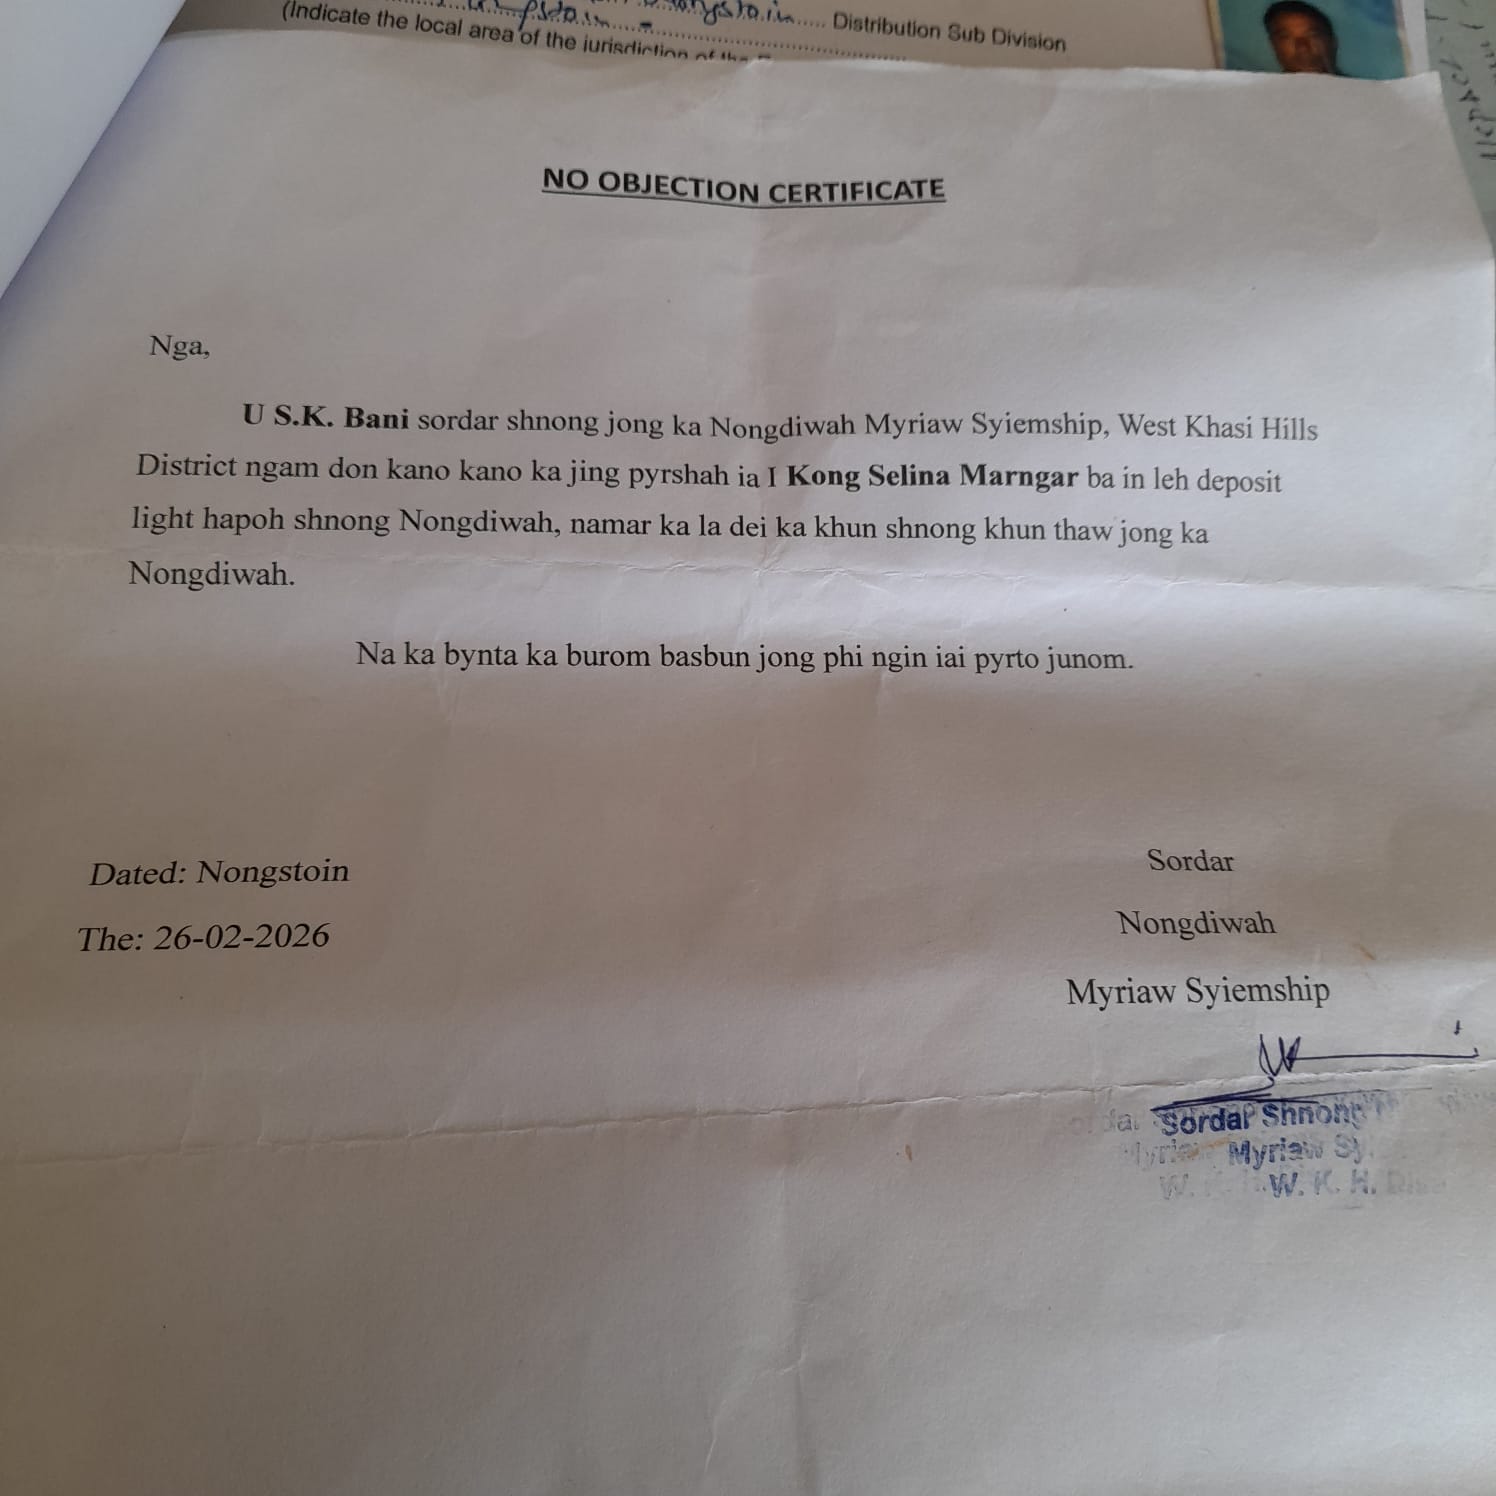 Distribution Sub Division
(Indicate the local area of the jurisdiction of the
NO OBJECTION CERTIFICATE
Nga,
U S.K. Bani sordar shnong jong ka Nongdiwah Myriaw Syiemship, West Khasi Hills
District ngam don kano kano ka jing pyrshah ia I Kong Selina Marngar ba in leh deposit
light hapoh shnong Nongdiwah, namar ka la dei ka khun shnong khun thaw jong ka
Nongdiwah.
Na ka bynta ka burom basbun jong phi ngin iai pyrto junom.
Dated: Nongstoin
The: 26-02-2026
Sordar
Nongdiwah
Myriaw Syiemship
Sordar Shnong
Myriaw Sy.
W. K. H.